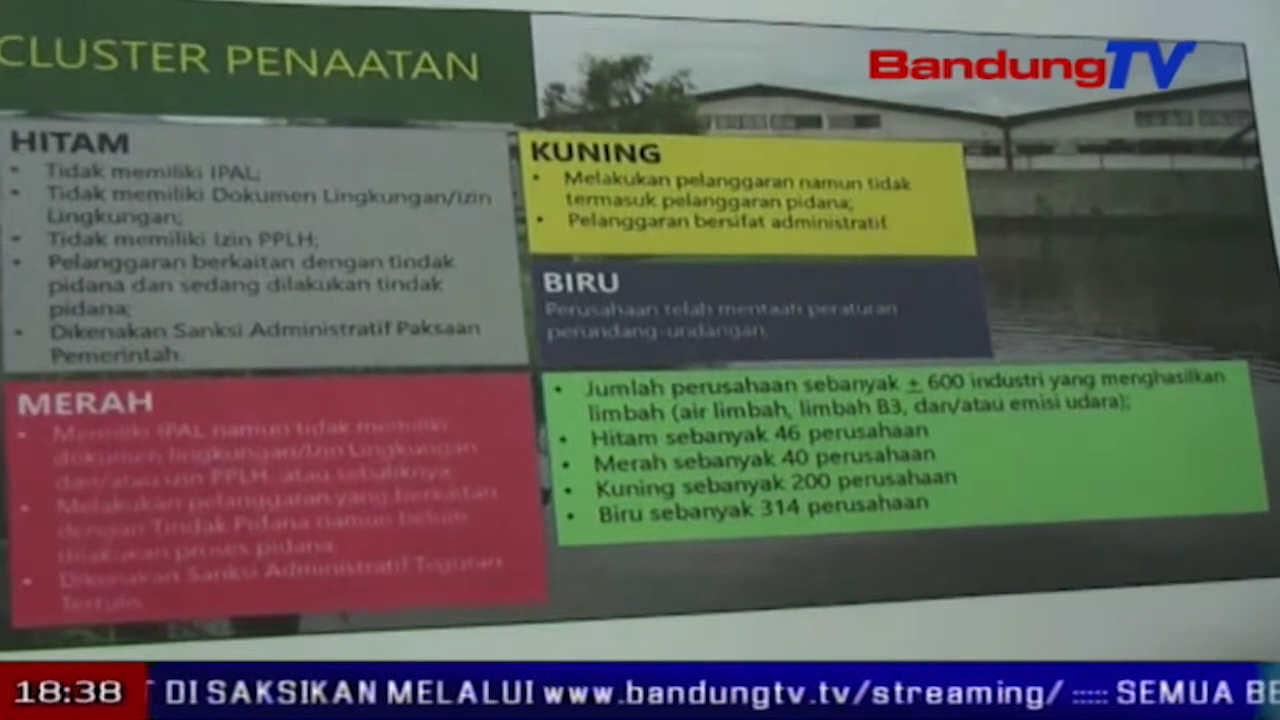 CLUSTER PENAATAN
BandungTV
HITAM
• Tidak memiliki IPAL;
• Tidak memiliki Dokumen Lingkungan/izin
Lingkungan;
• Tidak memiliki Izin PPLH;
• Pelanggaran berkaitan dengan tindak
pidana dan sedang dilakukan tindak
pidana;
• Dikenakan Sanksi Administratif Paksaan
Pemerintah.
KUNING
• Melakukan pelanggaran namun tidak
termasuk pelanggaran pidana;
• Pelanggaran bersifat administratif.
BIRU
Perusahaan telah mentaati peraturan
perundang-undangan.
MERAH
• Memiliki IPAL namun tidak memiliki
dokumen lingkungan/Izin Lingkungan
dan/atau izin PPLH, atau sebaliknya
• Melakukan pelanggaran yang berkaitan
dengan Tindak Pidana namun belum
dilakukan proses pidana;
• Dikenakan Sanksi Administratif Teguran
Tertulis.
• Jumlah perusahaan sebanyak ± 600 industri yang menghasilkan
limbah (air limbah, limbah B3, dan/atau emisi udara);
• Hitam sebanyak 46 perusahaan
• Merah sebanyak 40 perusahaan
• Kuning sebanyak 200 perusahaan
• Biru sebanyak 314 perusahaan
18:38 T DI SAKSIKAN MELALUI www.bandungtv.tv/streaming/ ::::: SEMUA BE